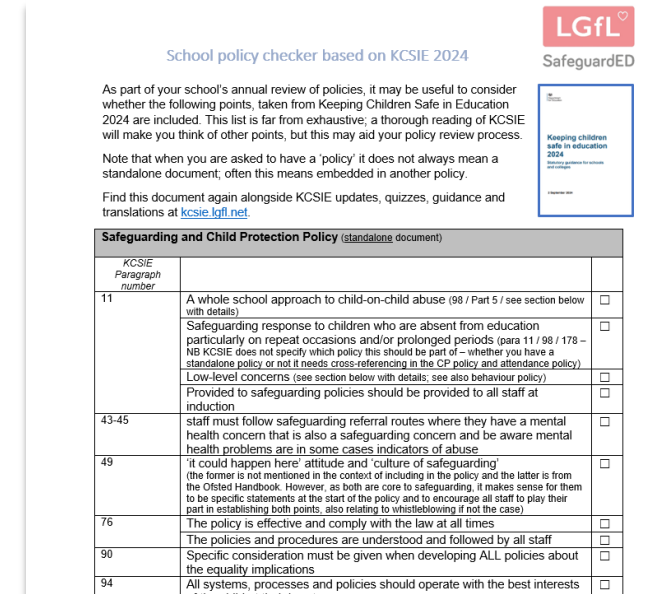 LGfL
SafeguardED
School policy checker based on KCSIE 2024
As part of your school's annual review of policies, it may be useful to consider
whether the following points, taken from Keeping Children Safe in Education
2024 are included. This list is far from exhaustive; a thorough reading of KCSIE
will make you think of other points, but this may aid your policy review process.
Note that when you are asked to have a 'policy' it does not always mean a
standalone document; often this means embedded in another policy.
Find this document again alongside KCSIE updates, quizzes, guidance and
translations at kcsie.lgfl.net.
Keeping children
safe in education
2024
Statutory guidance for schools
and colleges
Safeguarding and Child Protection Policy (standalone document)
KCSIE
Paragraph
number
11
A whole school approach to child-on-child abuse (98 / Part 5 / see section below
with details)
Safeguarding response to children who are absent from education
particularly on repeat occasions and/or prolonged periods (para 11 / 98 / 178 –
NB KCSIE does not specify which policy this should be part of – whether you have a
standalone policy or not it needs cross-referencing in the CP policy and attendance policy)
Low-level concerns (see section below with details; see also behaviour policy)
Provided to safeguarding policies should be provided to all staff at
induction
43-45
staff must follow safeguarding referral routes where they have a mental
health concern that is also a safeguarding concern and be aware mental
health problems are in some cases indicators of abuse
49
'it could happen here' attitude and 'culture of safeguarding'
(the former is not mentioned in the context of including in the policy and the latter is from
the Ofsted Handbook. However, as both are core to safeguarding, it makes sense for them
to be specific statements at the start of the policy and to encourage all staff to play their
part in establishing both points, also relating to whistleblowing if not the case)
76
The policy is effective and comply with the law at all times
The policies and procedures are understood and followed by all staff
90
Specific consideration must be given when developing ALL policies about
the equality implications
94
All systems, processes and policies should operate with the best interests